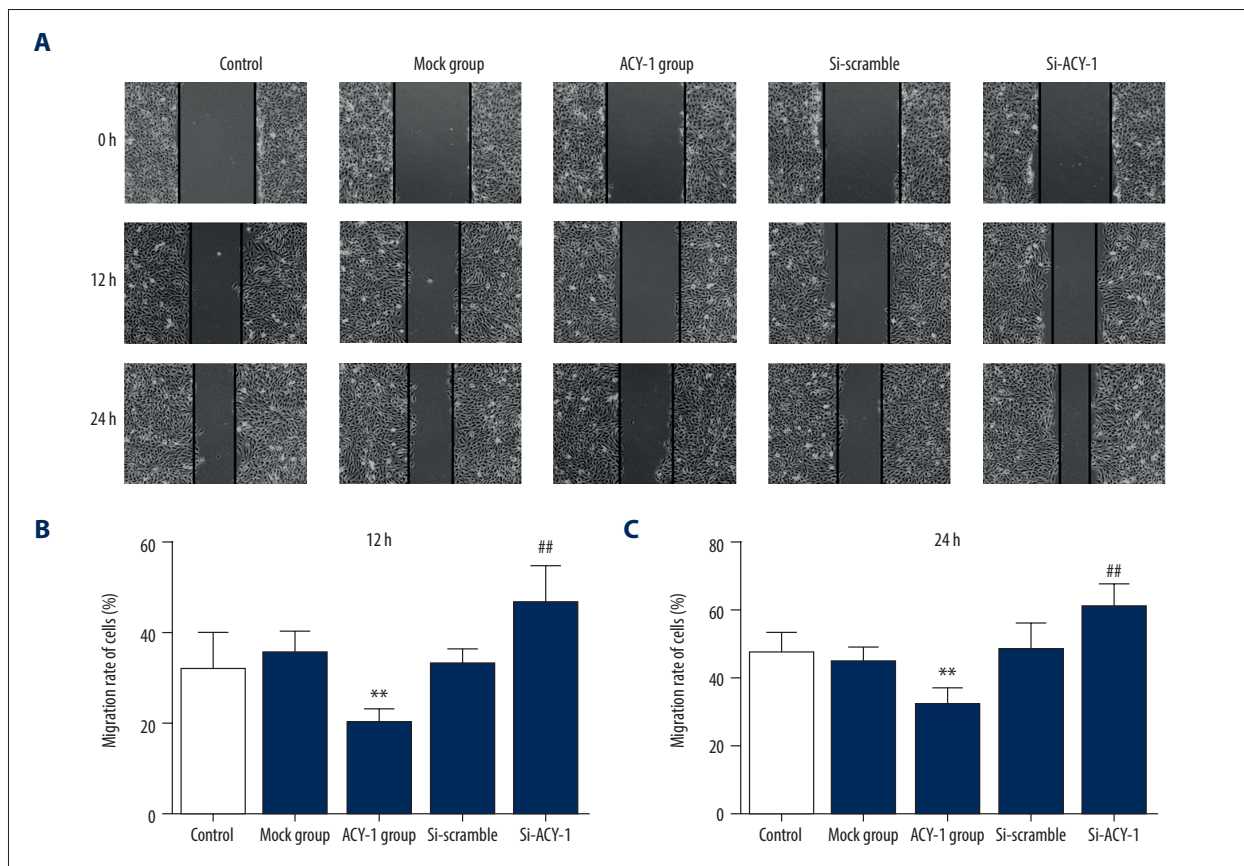 A
Control Mock group ACY-1 group Si-scramble Si-ACY-1
0 h
12 h
24 h
B
12 h
Migration rate of cells (%)
60
40
20
0
**
##
Control Mock group ACY-1 group Si-scramble Si-ACY-1
C
24 h
Migration rate of cells (%)
80
60
40
20
0
**
##
Control Mock group ACY-1 group Si-scramble Si-ACY-1